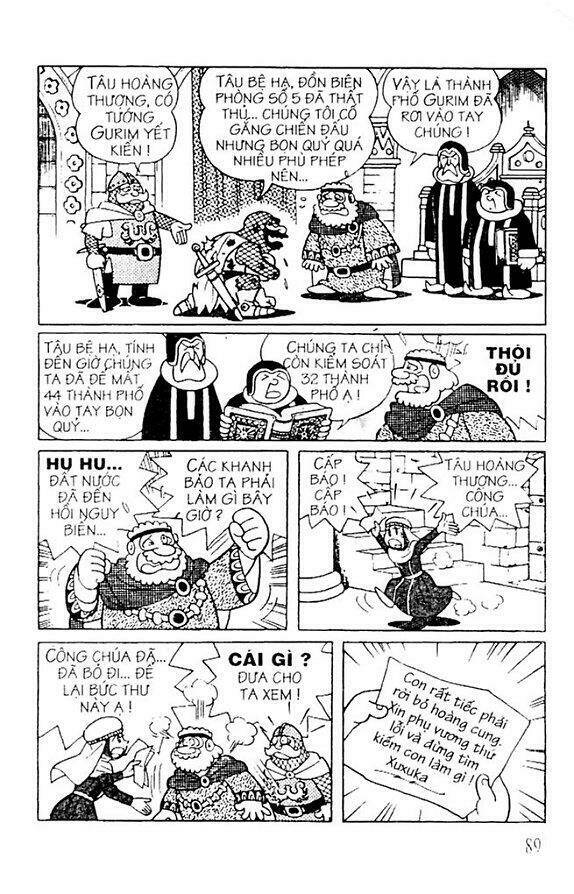 TÂU HOÀNG
THƯỢNG, CÓ
TƯỚNG
GURIM YẾT
KIẾN !
TÂU BỆ HẠ, ĐỒN BIÊN
PHÒNG SỐ 5 ĐÃ THẤT
THỦ... CHÚNG TÔI CỐ
GẮNG CHIẾN ĐẤU
NHƯNG BỌN QUỶ QUÁ
NHIỀU PHÙ PHÉP
NÊN...
VẬY LÀ THÀNH
PHỐ GURIM ĐÃ
RƠI VÀO TAY
CHÚNG !
TÂU BỆ HẠ, TÍNH
ĐẾN GIỜ CHÚNG
TA ĐÃ ĐỂ MẤT
44 THÀNH PHỐ
VÀO TAY BỌN
QUỶ...
CHÚNG TA CHỈ
CÒN KIỂM SOÁT
32 THÀNH
PHỐ Ạ !
THÔI
ĐỦ
RỒI !
HU HU...
ĐẤT NƯỚC
ĐÃ ĐẾN
HỒI NGUY
BIẾN...
CÁC KHANH
BẢO TA PHẢI
LÀM GÌ BÂY
GIỜ ?
CẤP
BÁO !
CẤP
BÁO !
TÂU HOÀNG
THƯỢNG...
CÔNG
CHÚA...
CÔNG CHÚA ĐÃ...
ĐÃ BỎ ĐI... ĐỂ
LẠI BỨC THƯ
NÀY Ạ !
CÁI GÌ ?
ĐƯA CHO
TA XEM !
Con rất tiếc phải
rời bỏ hoàng cung.
Xin phụ vương thứ
lỗi và đừng tìm
kiếm con làm gì !
Xuxuka
89